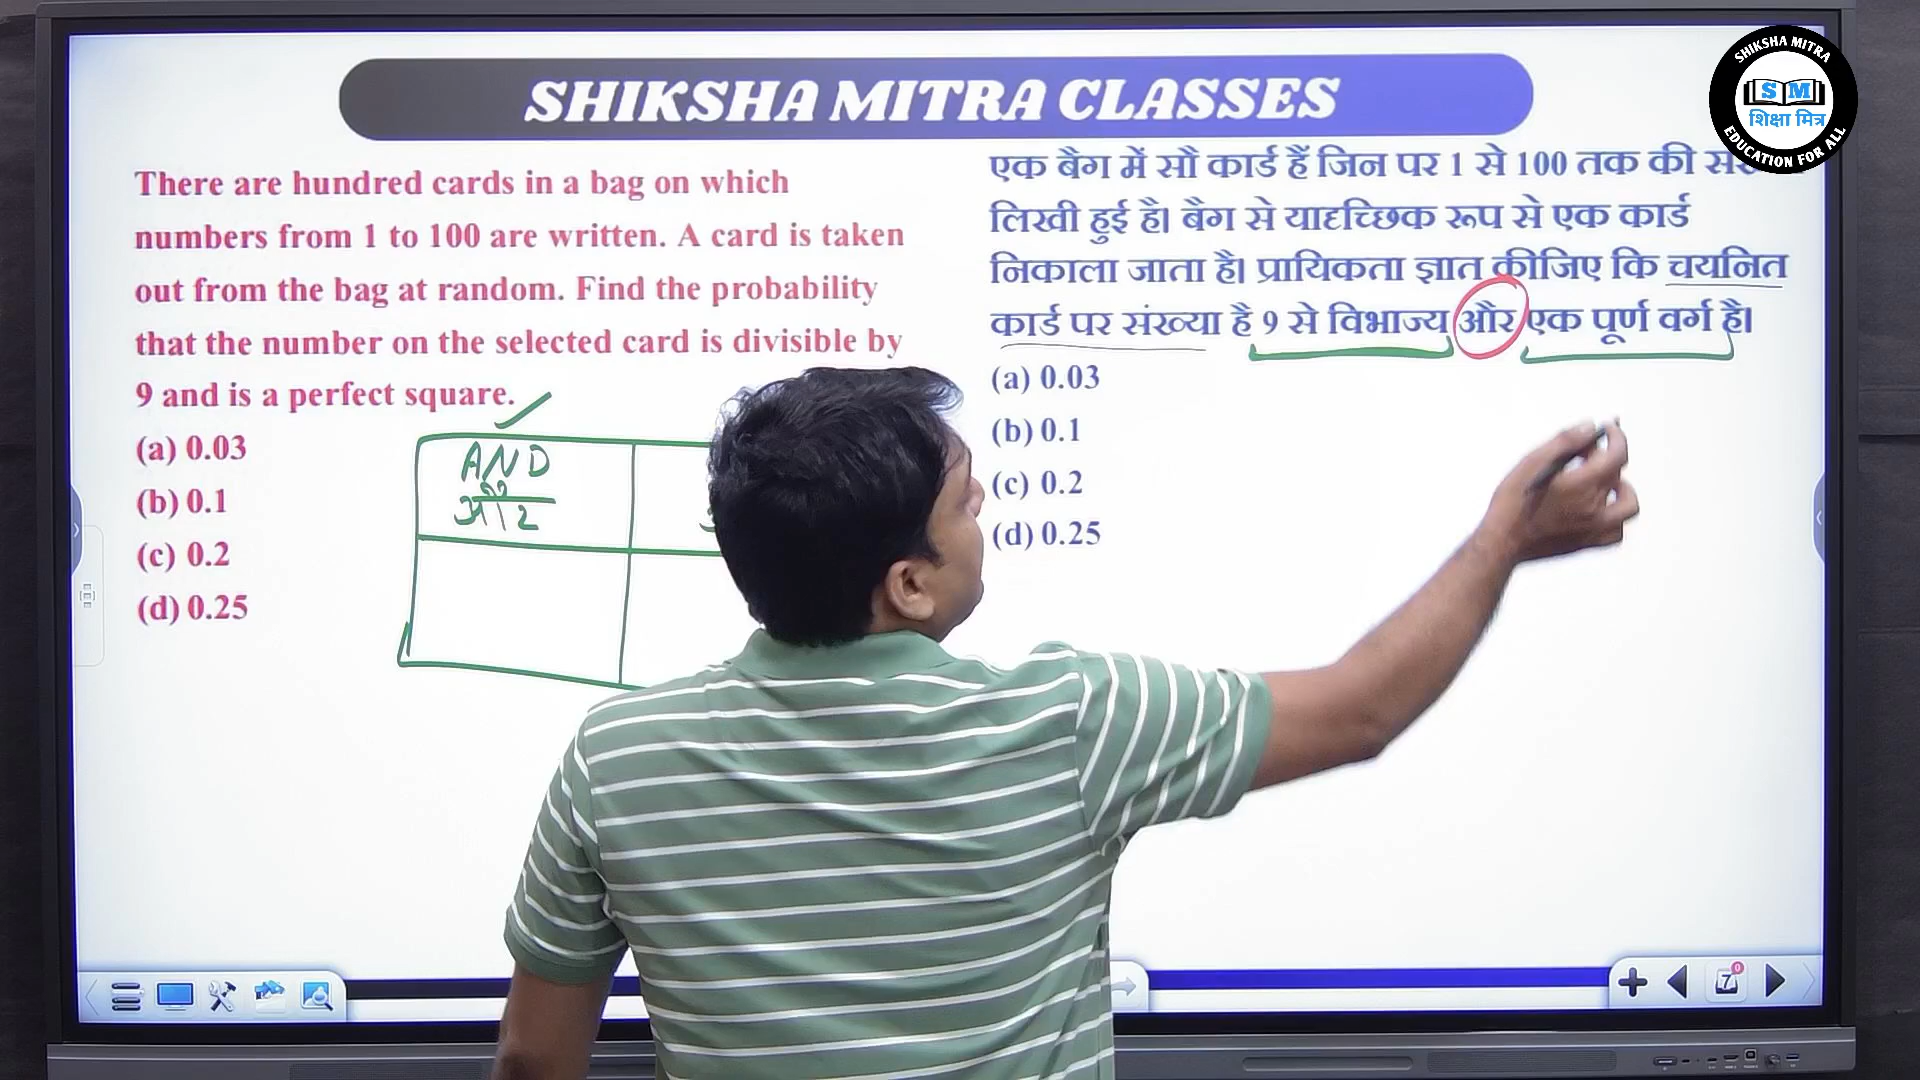 SHIKSHA MITRA CLASSES
SHIKSHA MITRA
S M
शिक्षा मित्र
EDUCATION FOR ALL
There are hundred cards in a bag on which
numbers from 1 to 100 are written. A card is taken
out from the bag at random. Find the probability
that the number on the selected card is divisible by
9 and is a perfect square.
(a) 0.03
(b) 0.1
(c) 0.2
(d) 0.25
AND
और
एक बैग में सौ कार्ड हैं जिन पर 1 से 100 तक की
लिखी हुई है। बैग से यादृच्छिक रूप से एक कार्ड
निकाला जाता है। प्रायिकता ज्ञात कीजिए कि चयनित
कार्ड पर संख्या है 9 से विभाज्य और एक पूर्ण वर्ग है।
(a) 0.03
(b) 0.1
(c) 0.2
(d) 0.25
7
0